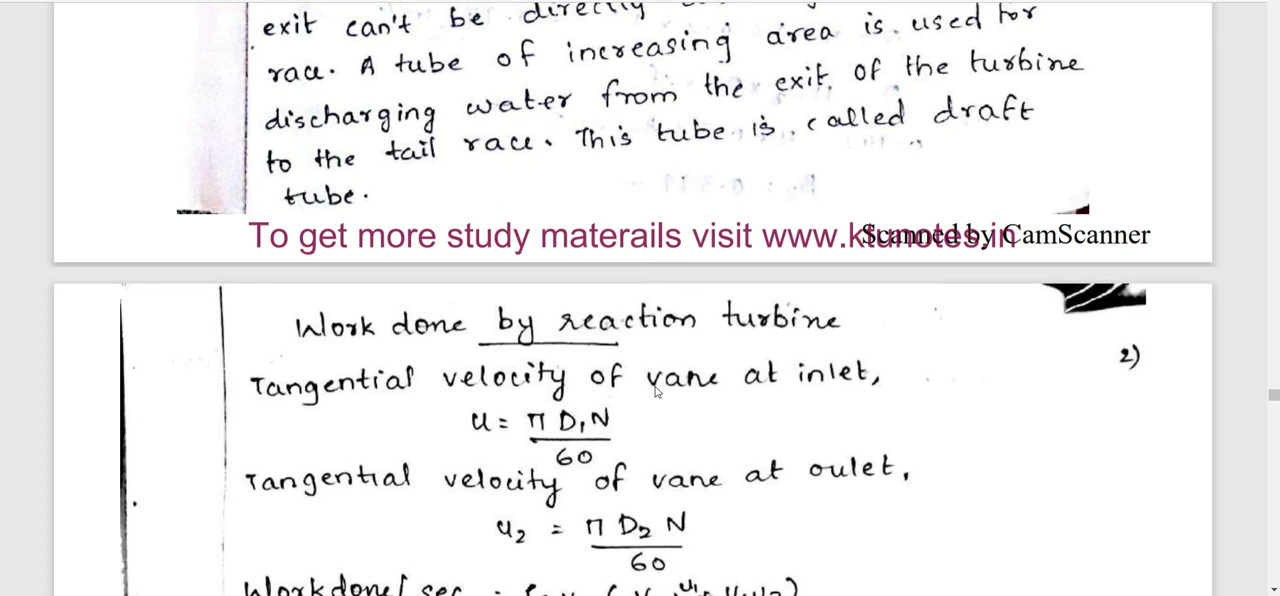 exit can't be directly
race. A tube of increasing area is used for
discharging water from the exit of the turbine
to the tail race. This tube is called draft
tube.
To get more study materails visit www.ktunotes.in
Scanned by CamScanner
Work done by reaction turbine
2)
Tangential velocity of vane at inlet,
u = π D₁ N
60
Tangential velocity of vane at oulet,
u₂ = π D₂ N
60
Workdone/sec